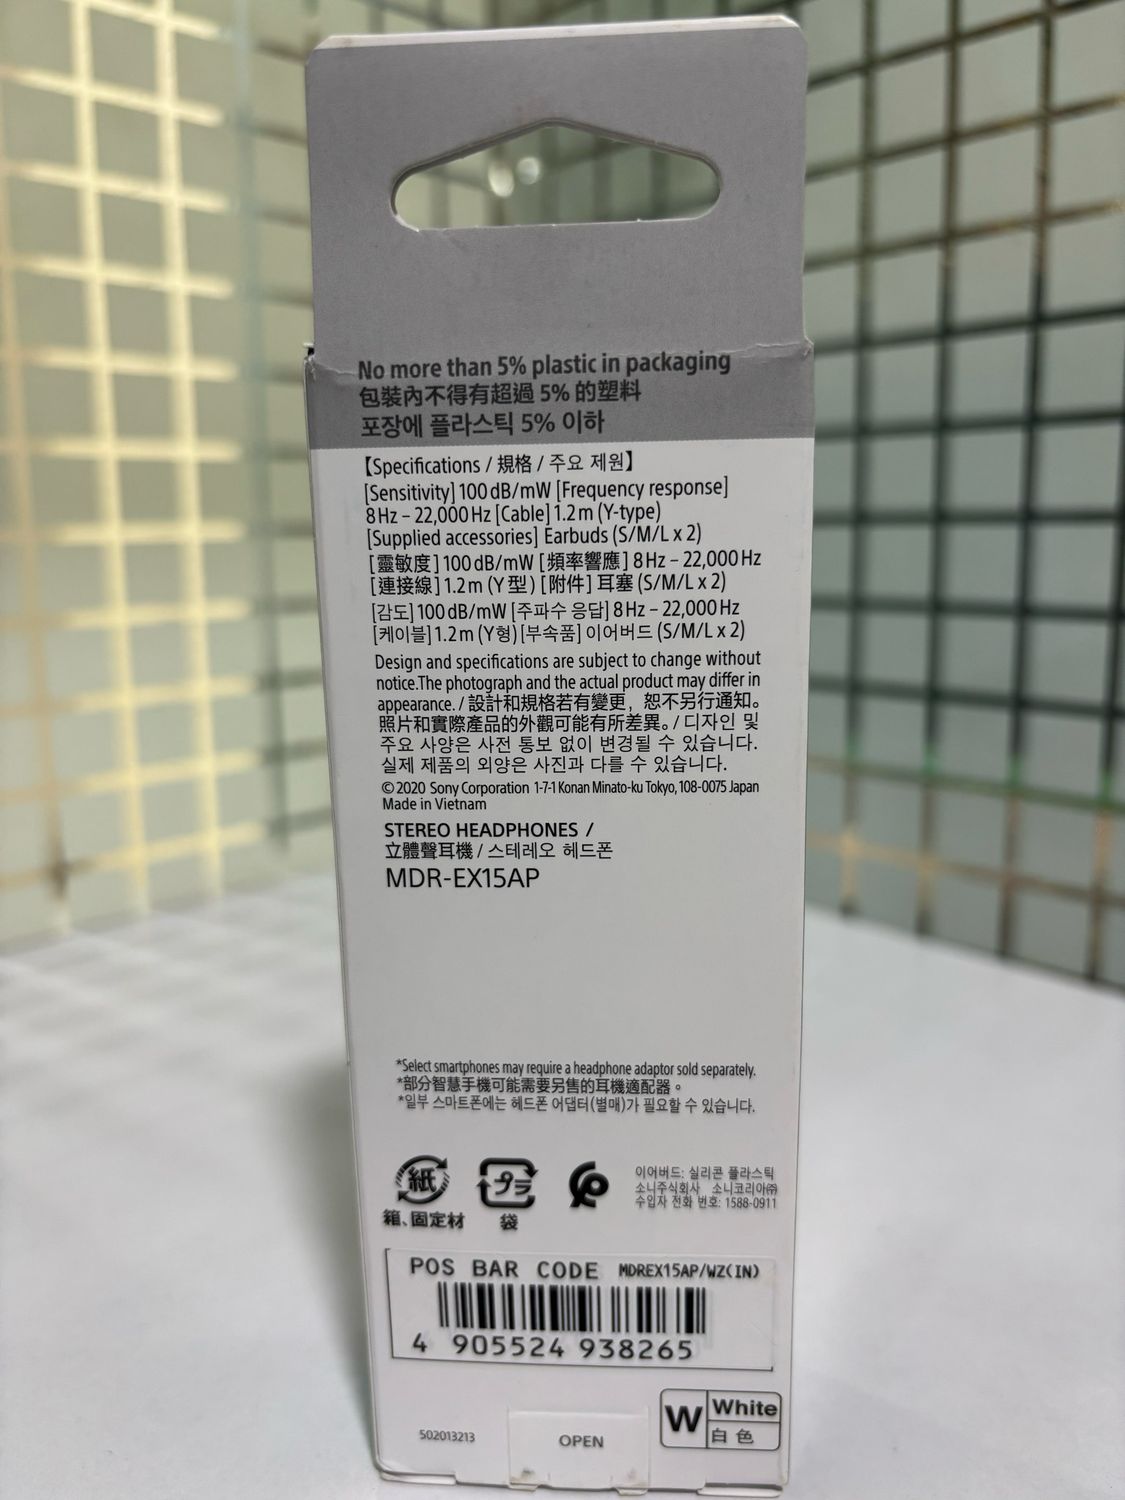 No more than 5% plastic in packaging
包裝內不得有超過 5% 的塑料
포장에 플라스틱 5% 이하
【Specifications / 規格 / 주요 제원】
[Sensitivity] 100 dB/mW [Frequency response]
8 Hz – 22,000 Hz [Cable] 1.2 m (Y-type)
[Supplied accessories] Earbuds (S/M/L x 2)
[靈敏度] 100 dB/mW [頻率響應] 8 Hz – 22,000 Hz
[連接線] 1.2 m (Y 型) [附件] 耳塞 (S/M/L x 2)
[감도] 100 dB/mW [주파수 응답] 8 Hz – 22,000 Hz
[케이블] 1.2 m (Y형) [부속품] 이어버드 (S/M/L x 2)
Design and specifications are subject to change without
notice.The photograph and the actual product may differ in
appearance. / 設計和規格若有變更，恕不另行通知。
照片和實際產品的外觀可能有所差異。/ 디자인 및
주요 사양은 사전 통보 없이 변경될 수 있습니다.
실제 제품의 외양은 사진과 다를 수 있습니다.
© 2020 Sony Corporation 1-7-1 Konan Minato-ku Tokyo, 108-0075 Japan
Made in Vietnam
STEREO HEADPHONES /
立體聲耳機 / 스테레오 헤드폰
MDR-EX15AP
*Select smartphones may require a headphone adaptor sold separately.
*部分智慧手機可能需要另售的耳機適配器。
*일부 스마트폰에는 헤드폰 어댑터(별매)가 필요할 수 있습니다.
紙 プラ
箱、固定材 袋
이어버드: 실리콘 플라스틱
소니주식회사 소니코리아㈜
수입자 전화 번호: 1588-0911
POS BAR CODE MDREX15AP/WZ(IN)
4 905524 938265
W White
白色
502013213
OPEN